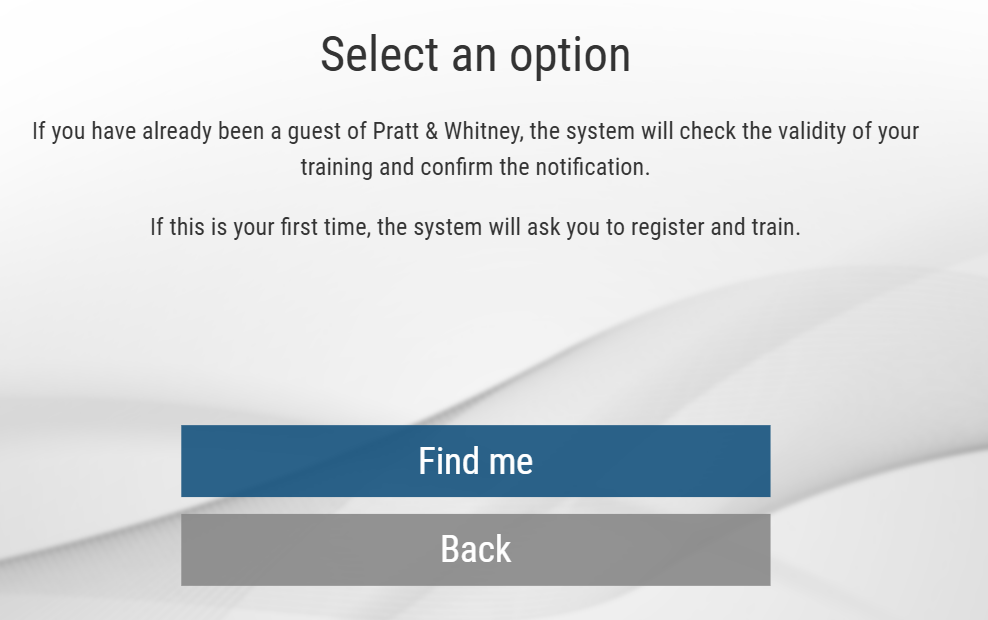 Select an option
If you have already been a guest of Pratt & Whitney, the system will check the validity of your
training and confirm the notification.
If this is your first time, the system will ask you to register and train.
Find me
Back